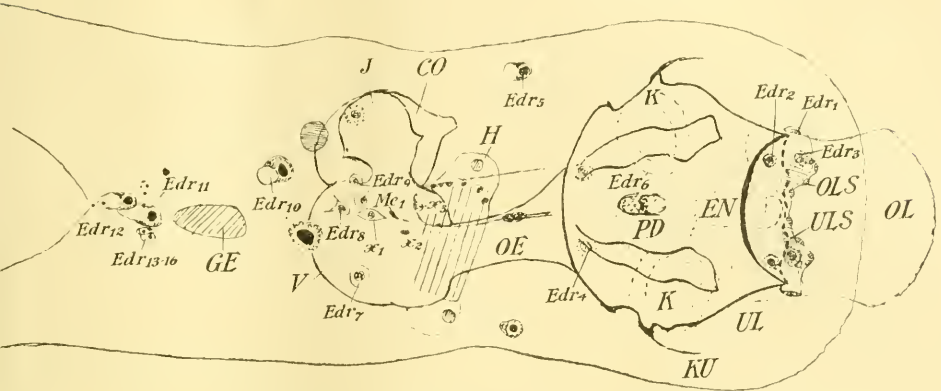 J
CO
Edr5
K
Edr2
Edr1
H
Edr3
Edr11
Edr9
Edr6
OLS
Edr10
Mc1
EN
OL
PD
ULS
Edr12
Edr8
x1
x2
OE
Edr13-16
GE
V
Edr4
K
Edr7
UL
KU